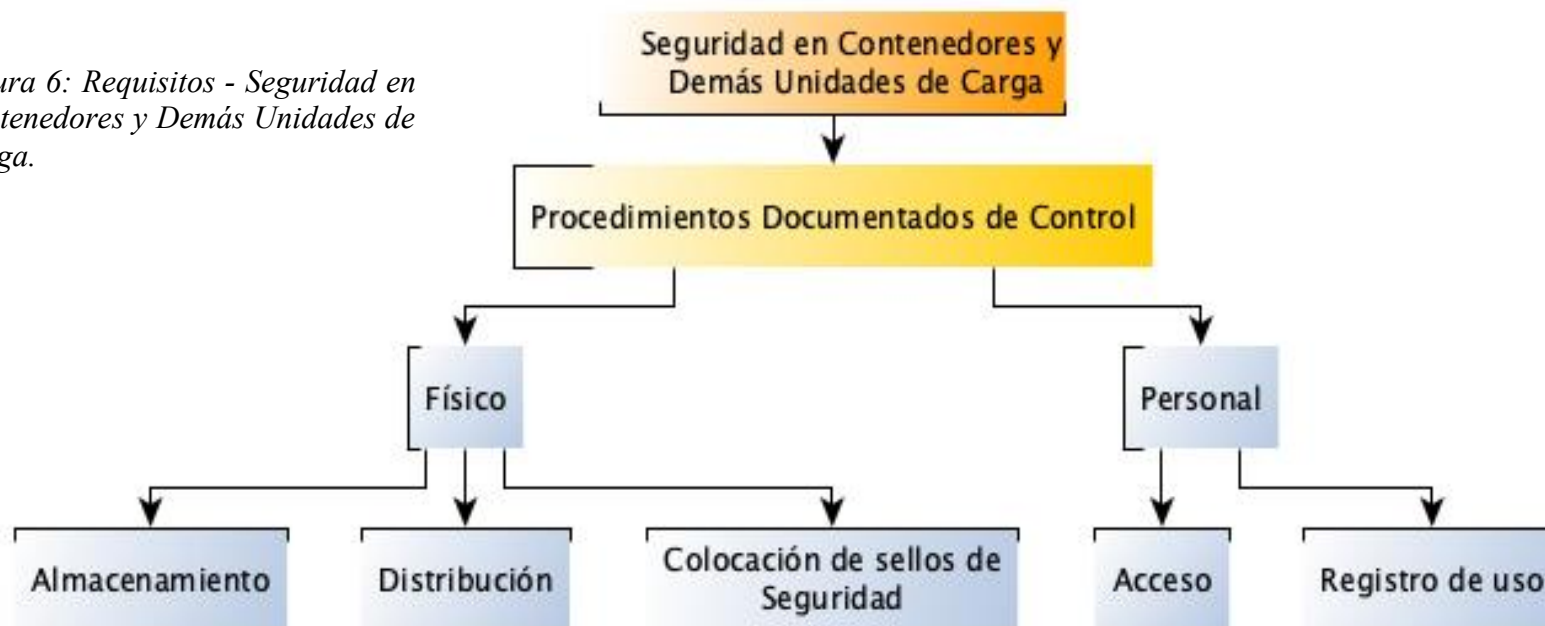 ura 6: Requisitos - Seguridad en
tenedores y Demás Unidades de
ga.
Seguridad en Contenedores y
Demás Unidades de Carga
Procedimientos Documentados de Control
Físico
Personal
Almacenamiento
Distribución
Colocación de sellos de
Seguridad
Acceso
Registro de uso